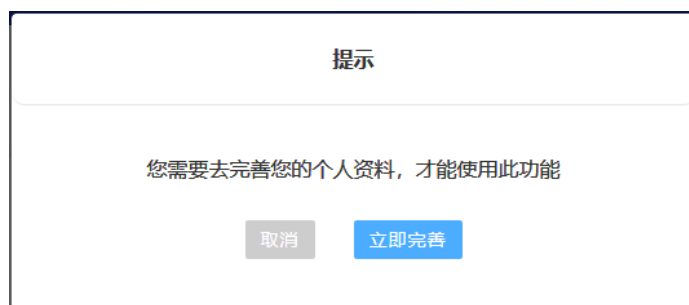 提示
您需要去完善您的个人资料，才能使用此功能
取消
立即完善